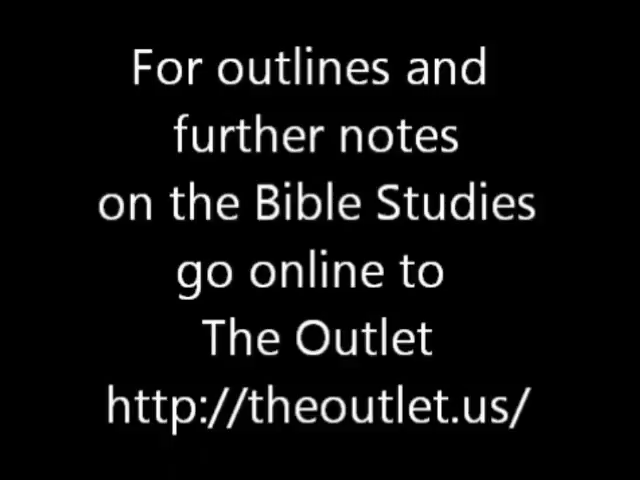 For outlines and
further notes
on the Bible Studies
go online to
The Outlet
http://theoutlet.us/